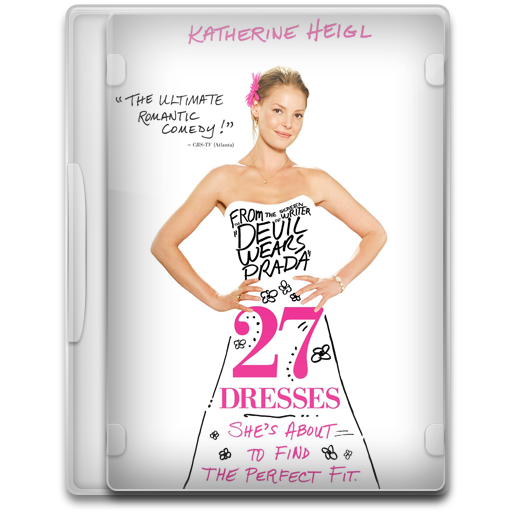 KATHERINE HEIGL
"THE ULTIMATE
ROMANTIC
COMEDY!"
– CBS-TV (Atlanta)
FROM THE SCREEN
WRITER
OF
"DEVIL
WEARS
PRADA"
27
DRESSES
SHE'S ABOUT
TO FIND
THE PERFECT FIT.